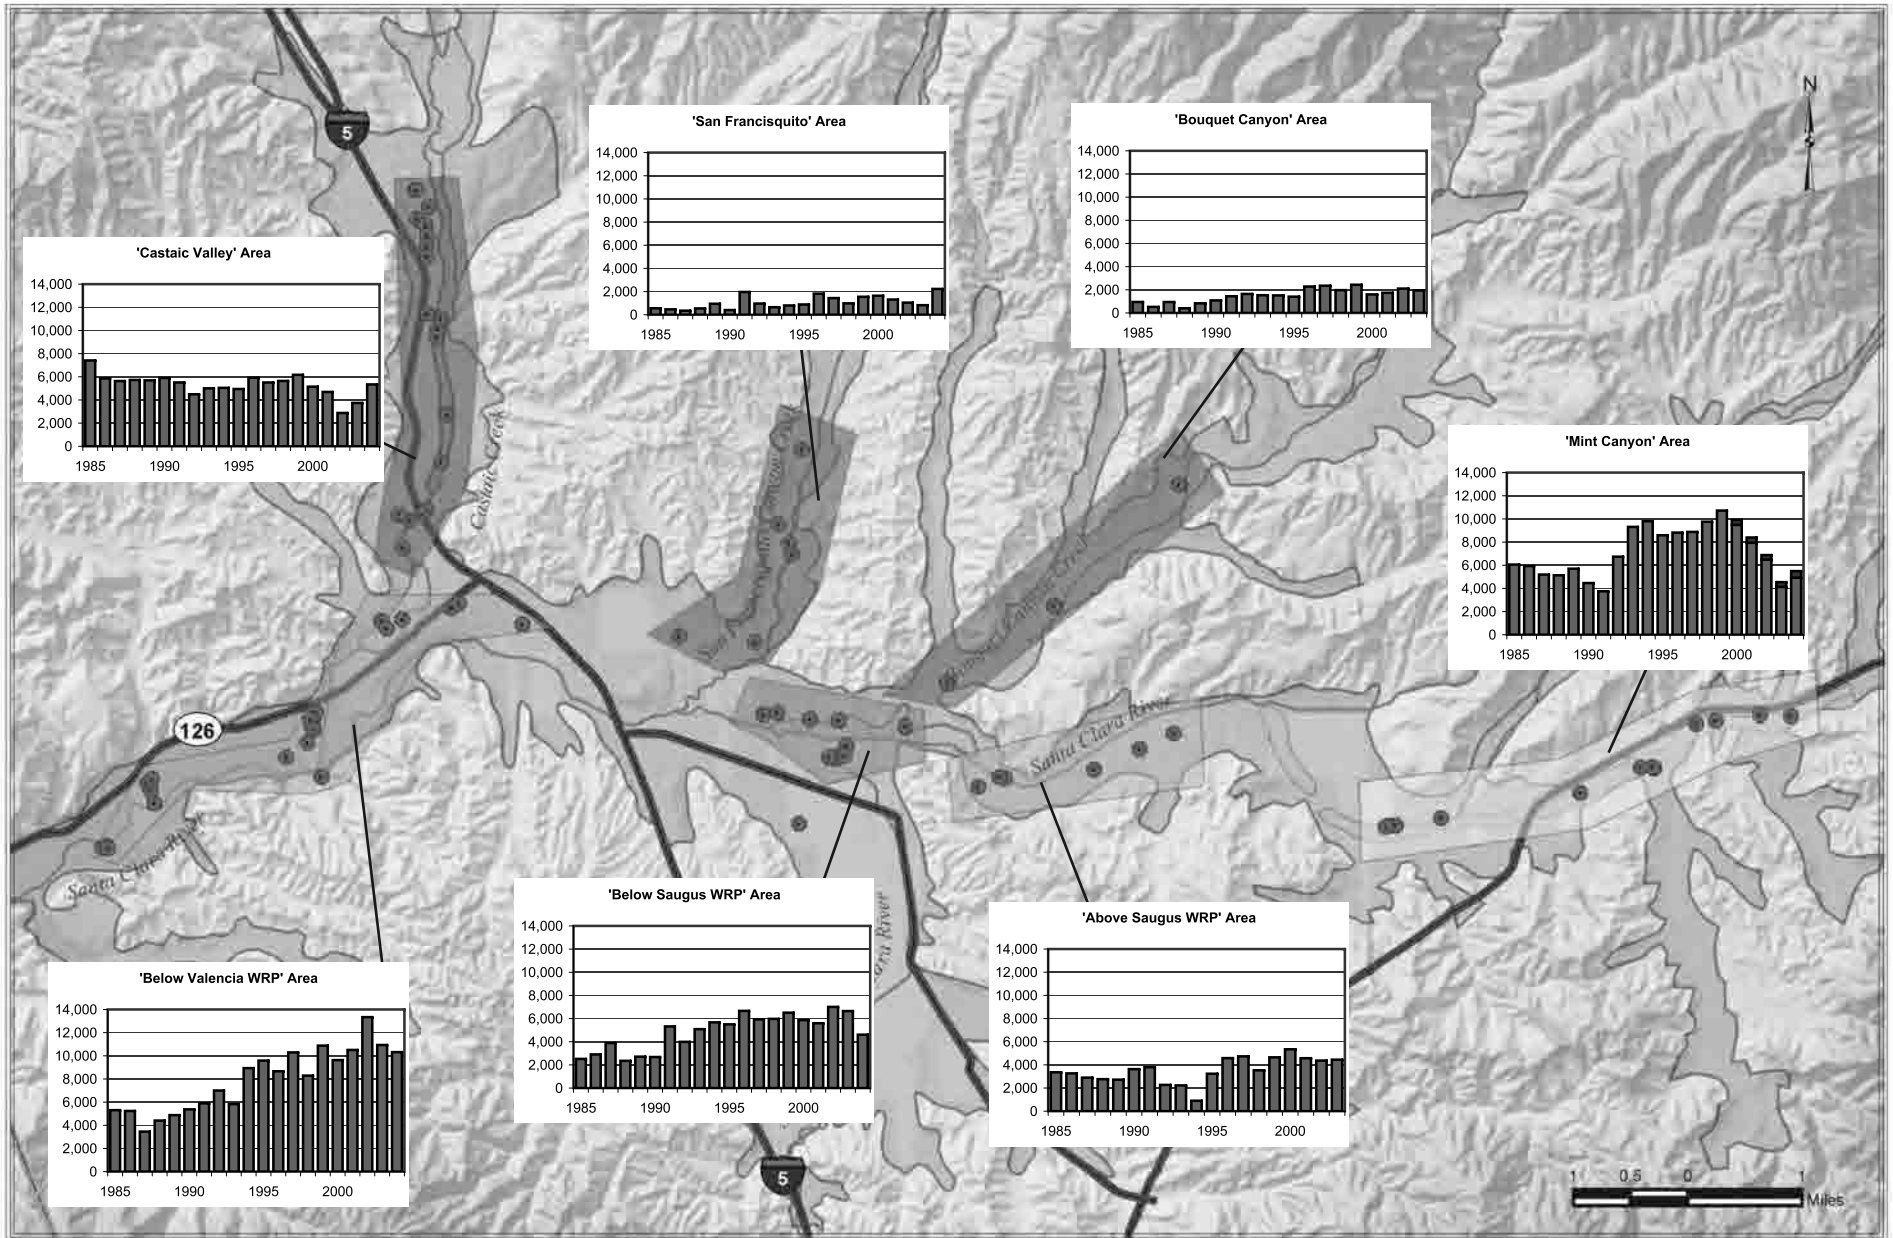 N
5
'San Francisquito' Area
14,000
12,000
10,000
8,000
6,000
4,000
2,000
0
1985 1990 1995 2000
'Bouquet Canyon' Area
14,000
12,000
10,000
8,000
6,000
4,000
2,000
0
1985 1990 1995 2000
'Castaic Valley' Area
14,000
12,000
10,000
8,000
6,000
4,000
2,000
0
1985 1990 1995 2000
Castaic Creek
'Mint Canyon' Area
14,000
12,000
10,000
8,000
6,000
4,000
2,000
0
1985 1990 1995 2000
126
Santa Clara River
Santa Clara River
'Below Saugus WRP' Area
14,000
12,000
10,000
8,000
6,000
4,000
2,000
0
1985 1990 1995 2000
River
'Above Saugus WRP' Area
14,000
12,000
10,000
8,000
6,000
4,000
2,000
0
1985 1990 1995 2000
'Below Valencia WRP' Area
14,000
12,000
10,000
8,000
6,000
4,000
2,000
0
1985 1990 1995 2000
5
1 0.5 0 1
Miles